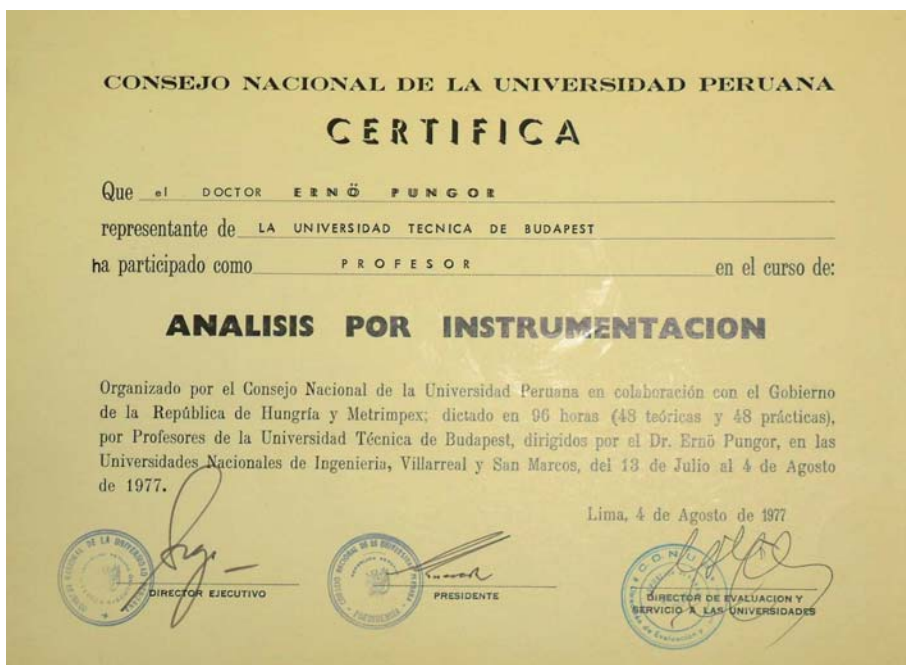 CONSEJO NACIONAL DE LA UNIVERSIDAD PERUANA
CERTIFICA
Que el DOCTOR ERNÖ PUNGOR
representante de LA UNIVERSIDAD TECNICA DE BUDAPEST
ha participado como PROFESOR en el curso de:
ANALISIS POR INSTRUMENTACION
Organizado por el Consejo Nacional de la Universidad Peruana en colaboración con el Gobierno
de la República de Hungría y Metrimpex; dictado en 96 horas (48 teóricas y 48 prácticas),
por Profesores de la Universidad Técnica de Budapest, dirigidos por el Dr. Ernö Pungor, en las
Universidades Nacionales de Ingenieria, Villarreal y San Marcos, del 13 de Julio al 4 de Agosto
de 1977.
Lima, 4 de Agosto de 1977
DIRECTOR EJECUTIVO
PRESIDENTE
DIRECTOR DE EVALUACION Y
SERVICIO A LAS UNIVERSIDADES